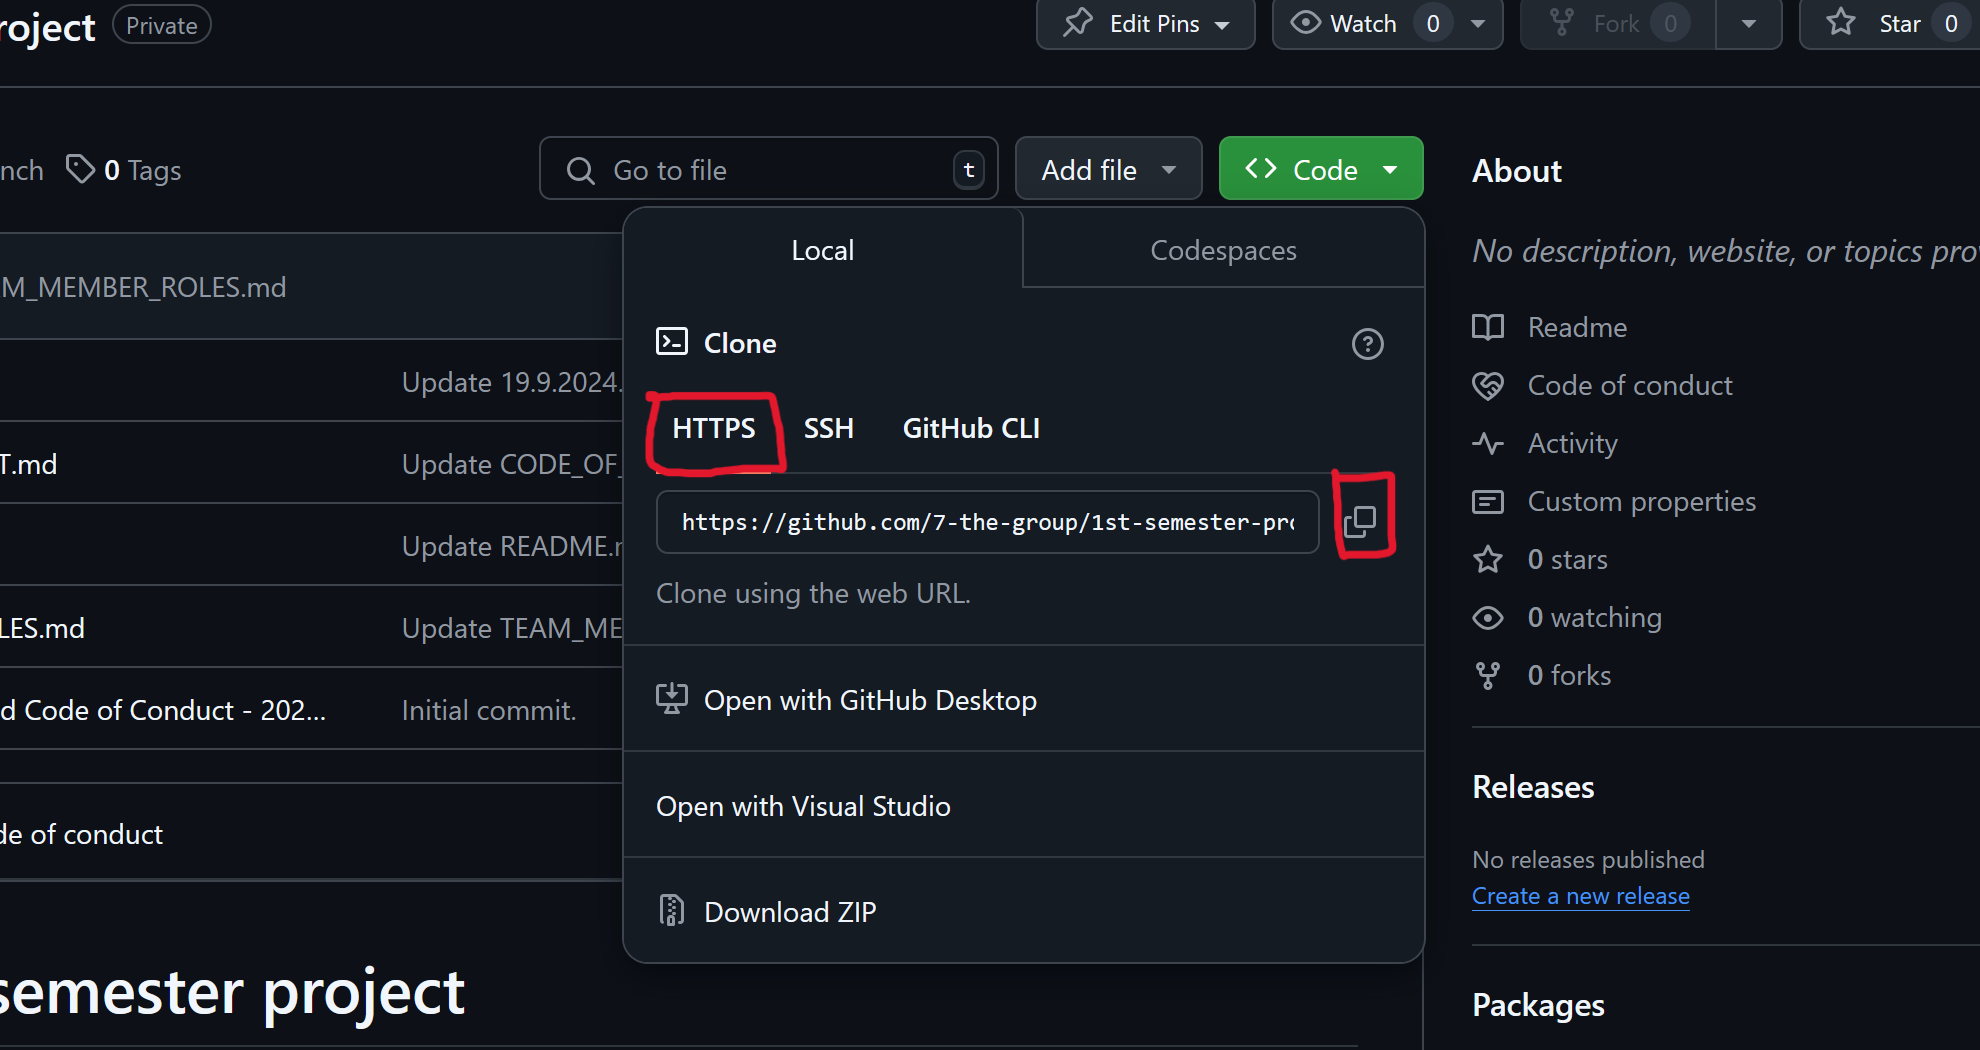 roject Private Edit Pins Watch 0 Fork 0 Star 0
nch 0 Tags Go to file t Add file <> Code About
Local Codespaces
No description, website, or topics pro
M_MEMBER_ROLES.md
Clone
Readme
Update 19.9.2024.
Code of conduct
HTTPS SSH GitHub CLI
Activity
T.md Update CODE_OF_
https://github.com/7-the-group/1st-semester-pro
Custom properties
Update README.m
0 stars
Clone using the web URL.
0 watching
LES.md Update TEAM_ME
0 forks
Open with GitHub Desktop
d Code of Conduct - 202... Initial commit.
Releases
Open with Visual Studio
de of conduct
No releases published
Create a new release
Download ZIP
semester project
Packages